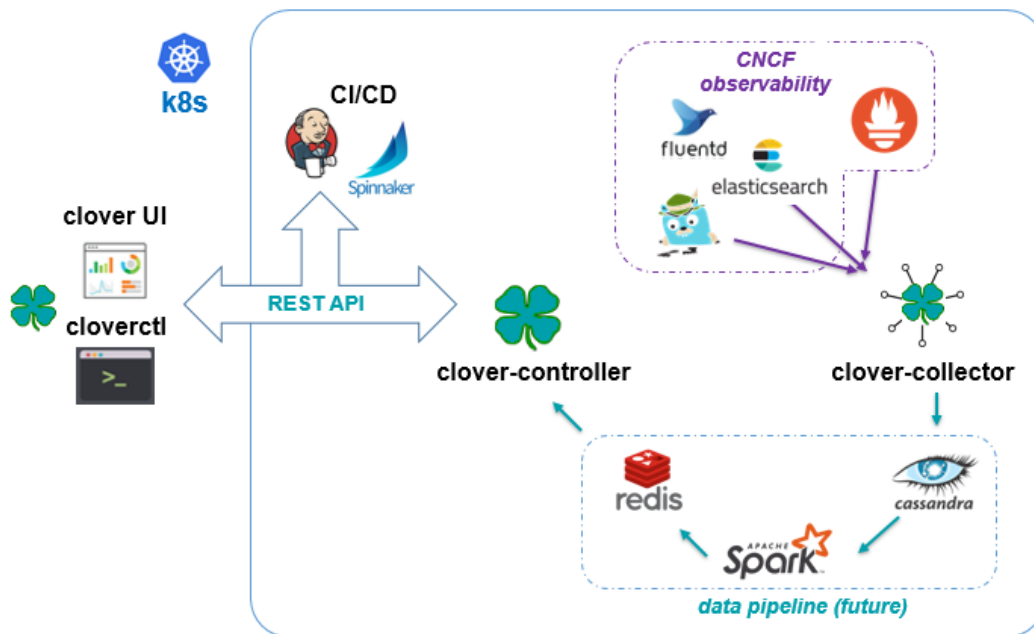 k8s
CI/CD
Spinnaker
CNCF
observability
fluentd
elasticsearch
clover UI
cloverctl
>_
REST API
clover-controller
clover-collector
redis
APACHE
Spark
TM
cassandra
data pipeline (future)